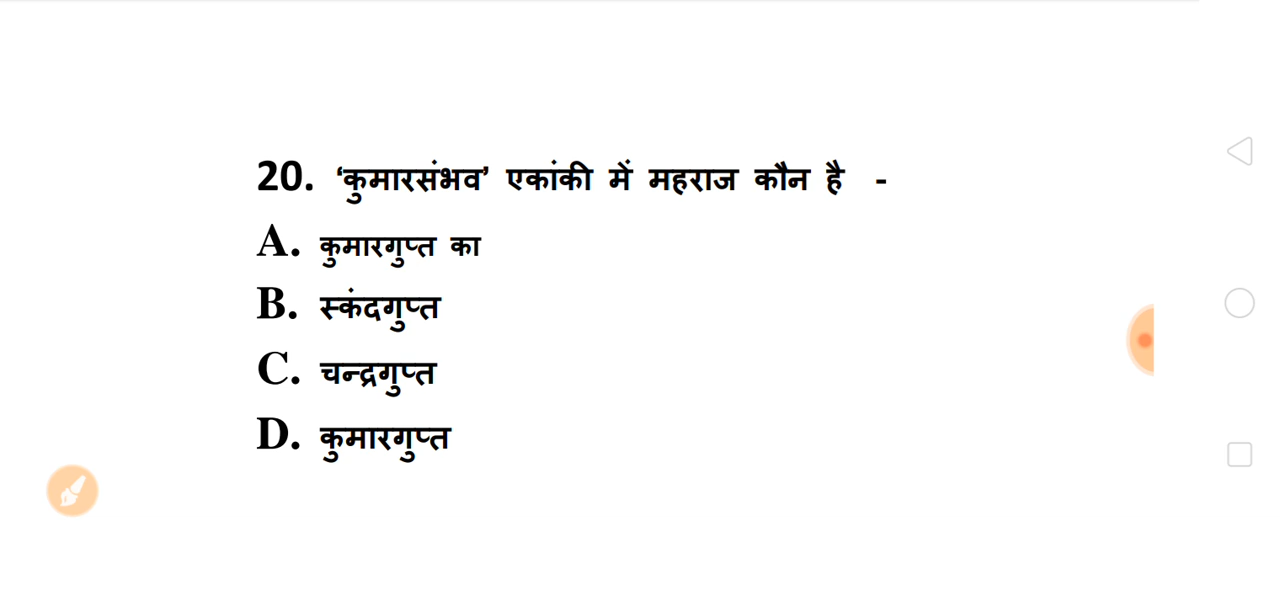 20. ‘कुमारसंभव’ एकांकी में महराज कौन है -
A. कुमारगुप्त का
B. स्कंदगुप्त
C. चन्द्रगुप्त
D. कुमारगुप्त